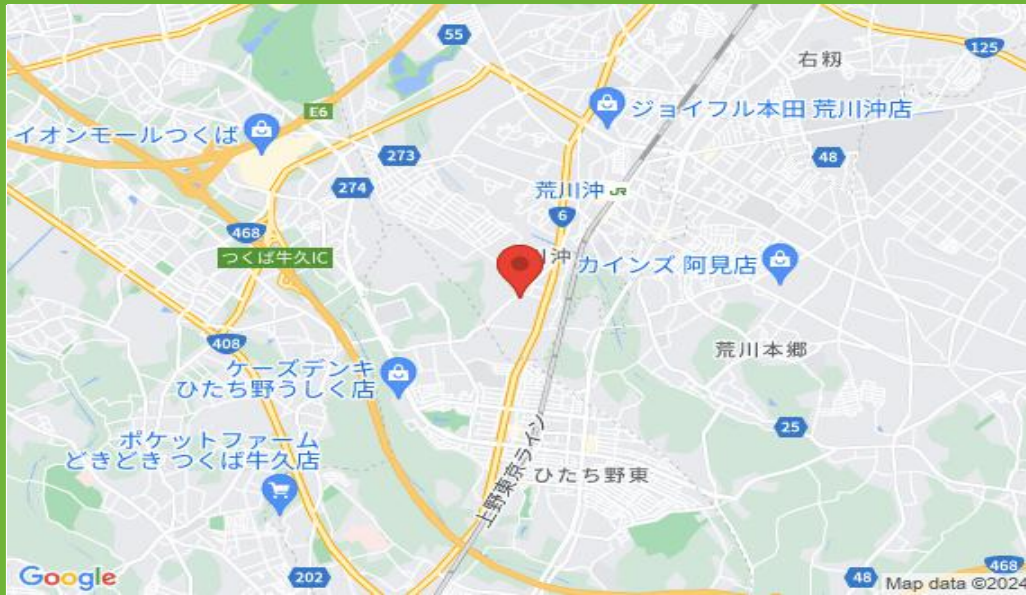 55
125
右籾
E6
ジョイフル本田 荒川沖店
イオンモールつくば
273
48
274
荒川沖 JR
6
468
つくば牛久IC
川沖
カインズ 阿見店
408
荒川本郷
ケーズデンキ
ひたち野うしく店
25
ポケットファーム
どきどき つくば牛久店
ひたち野東
上野東京ライン
202
48
468
Google
Map data ©2024